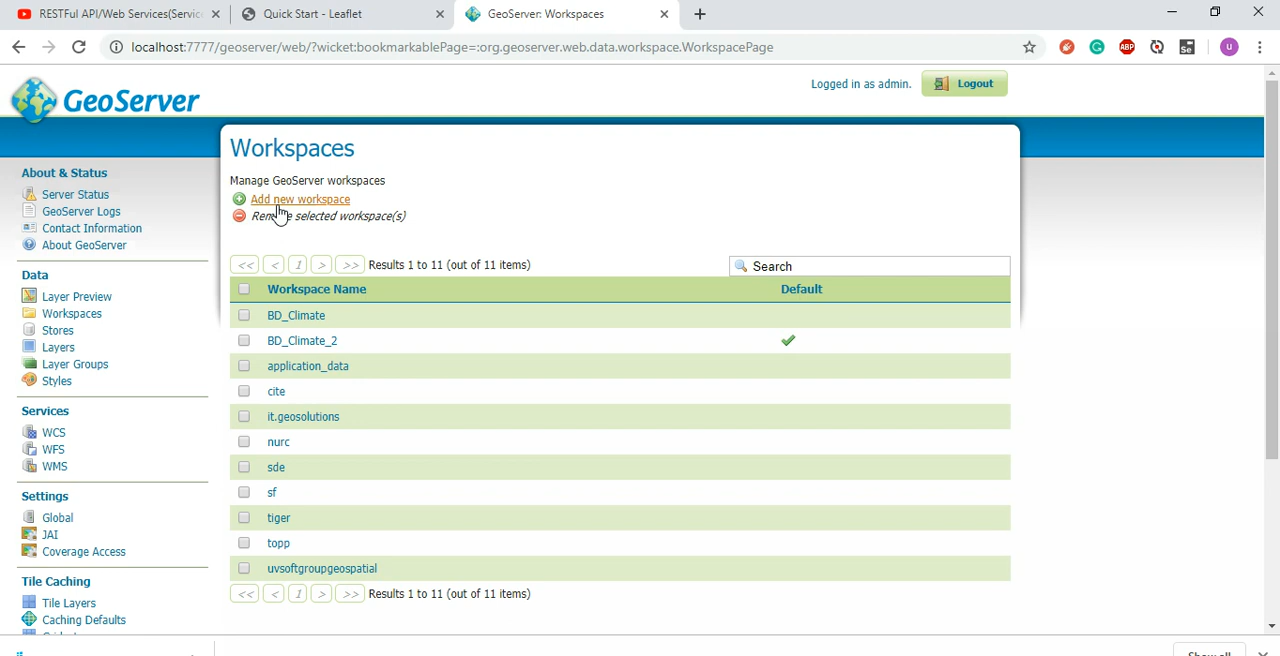 RESTFul API/Web Services(Servic
Quick Start - Leaflet
GeoServer: Workspaces
localhost:7777/geoserver/web/?wicket:bookmarkablePage=:org.geoserver.web.data.workspace.WorkspacePage
ABP
Se
u
GeoServer
Logged in as admin.
Logout
About & Status
Server Status
GeoServer Logs
Contact Information
About GeoServer
Data
Layer Preview
Workspaces
Stores
Layers
Layer Groups
Styles
Services
WCS
WFS
WMS
Settings
Global
JAI
Coverage Access
Tile Caching
Tile Layers
Caching Defaults
Workspaces
Manage GeoServer workspaces
Add new workspace
Remove selected workspace(s)
<< < 1 > >> Results 1 to 11 (out of 11 items)
Search
Workspace Name Default
BD_Climate
BD_Climate_2
application_data
cite
it.geosolutions
nurc
sde
sf
tiger
topp
uvsoftgroupgeospatial
<< < 1 > >> Results 1 to 11 (out of 11 items)
Show all